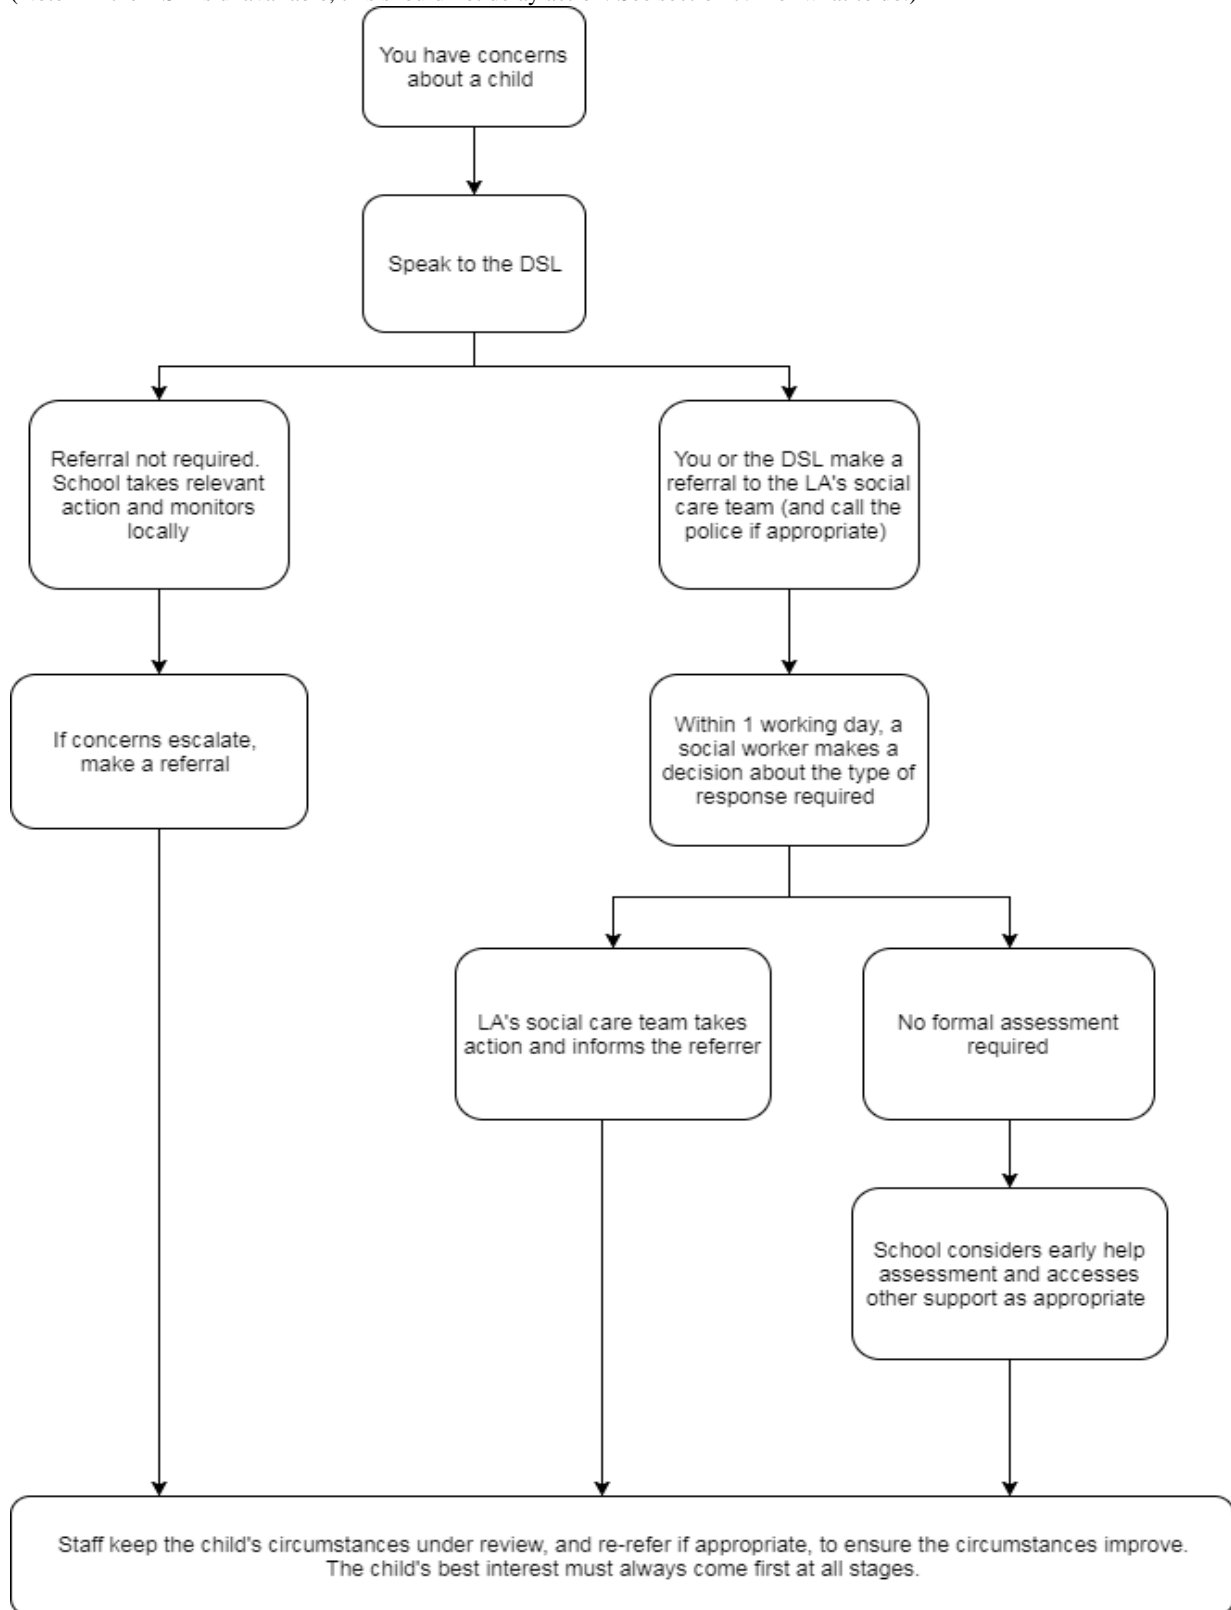 You have concerns
about a child
Speak to the DSL
Referral not required.
School takes relevant
action and monitors
locally
You or the DSL make a
referral to the LA's social
care team (and call the
police if appropriate)
If concerns escalate,
make a referral
Within 1 working day, a
social worker makes a
decision about the type of
response required
LA's social care team takes
action and informs the referrer
No formal assessment
required
School considers early help
assessment and accesses
other support as appropriate
Staff keep the child's circumstances under review, and re-refer if appropriate, to ensure the circumstances improve.
The child's best interest must always come first at all stages.